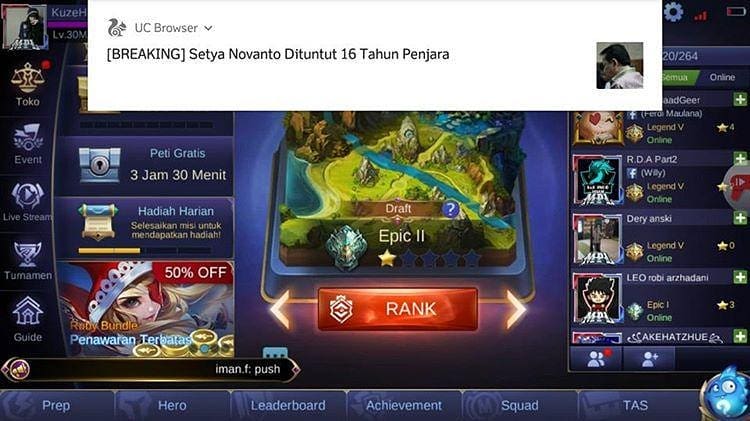 UC Browser
[BREAKING] Setya Novanto Dituntut 16 Tahun Penjara
KuzeH
Lv.30M
Toko
Event
Live Stream
Turnamen
Guide
Peti Gratis
3 Jam 30 Menit
Hadiah Harian
Selesaikan misi untuk
mendapatkan hadiah!
50% OFF
Ruby Bundle
Penawaran Terbatas
iman.f: push
Draft
?
Epic II
RANK
20/264
Semua
Online
aadGeer
(Ferdi Maulana)
Legend V
4
Online
R.D.A Part2
(Willy)
Legend V
Online
Dery anski
Legend V
0
Online
LEO robi arzhadani
Epic I
3
Online
AKEHATZHUE
Prep
Hero
Leaderboard
Achievement
Squad
TAS